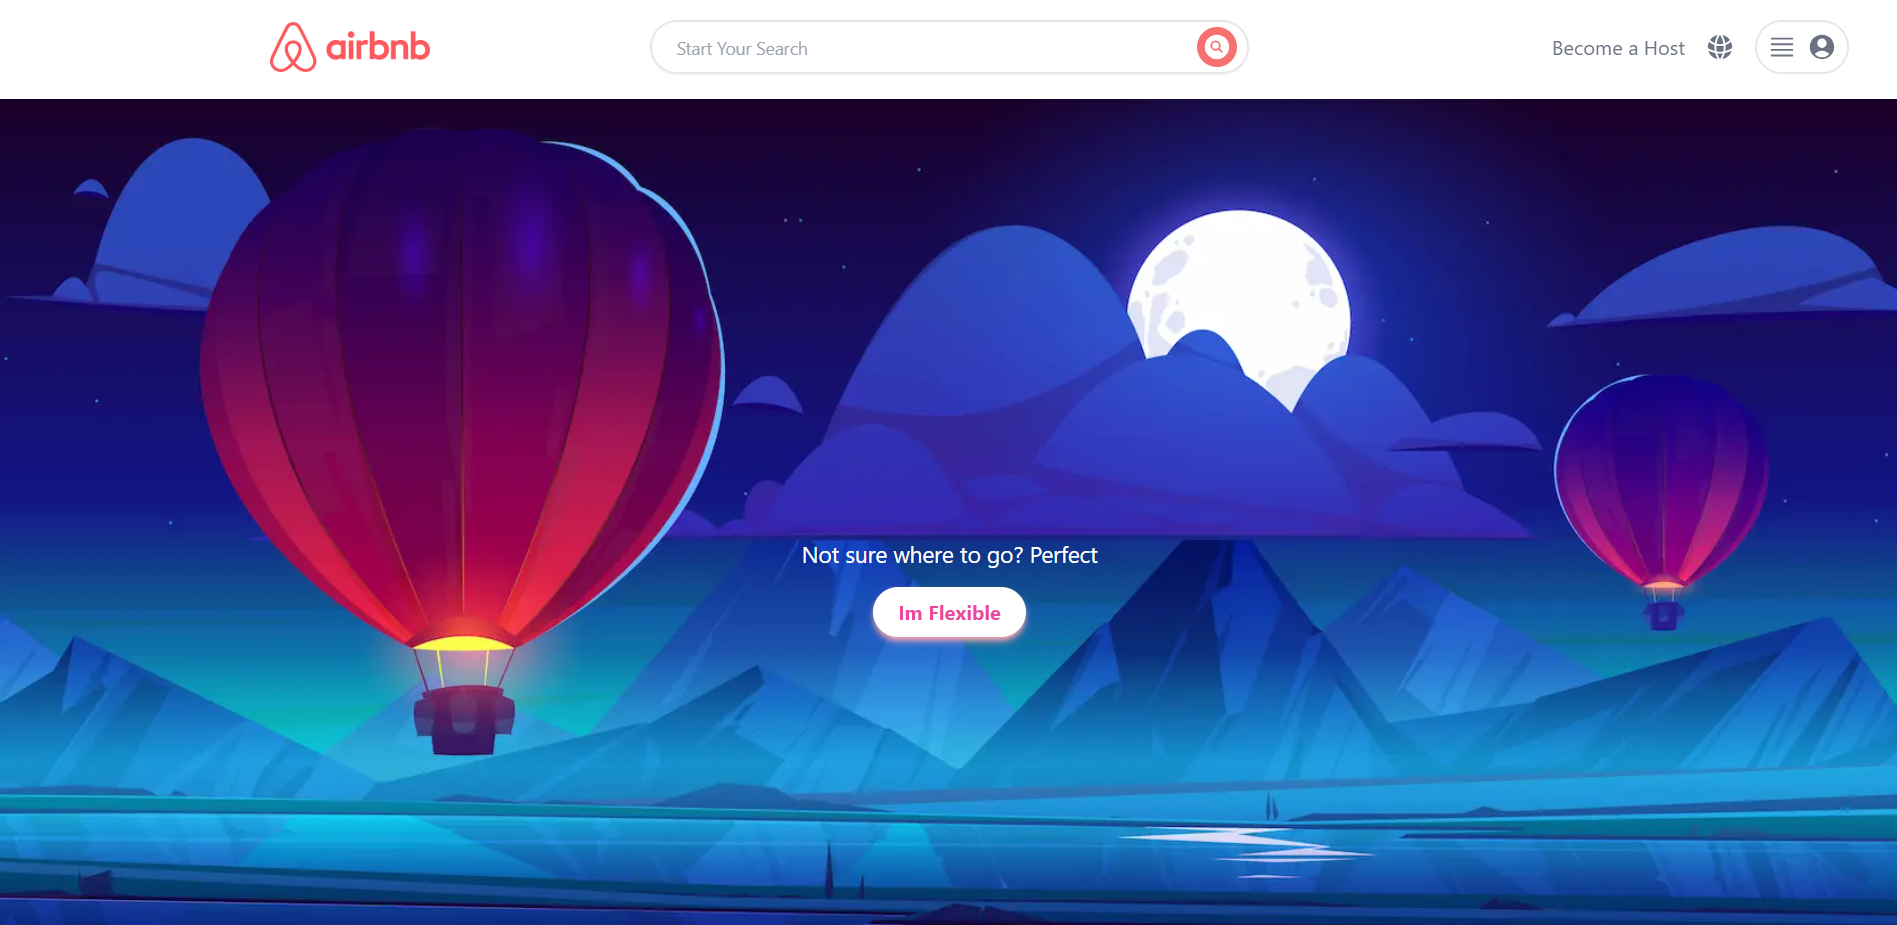 airbnb
Start Your Search
Become a Host
Not sure where to go? Perfect
Im Flexible